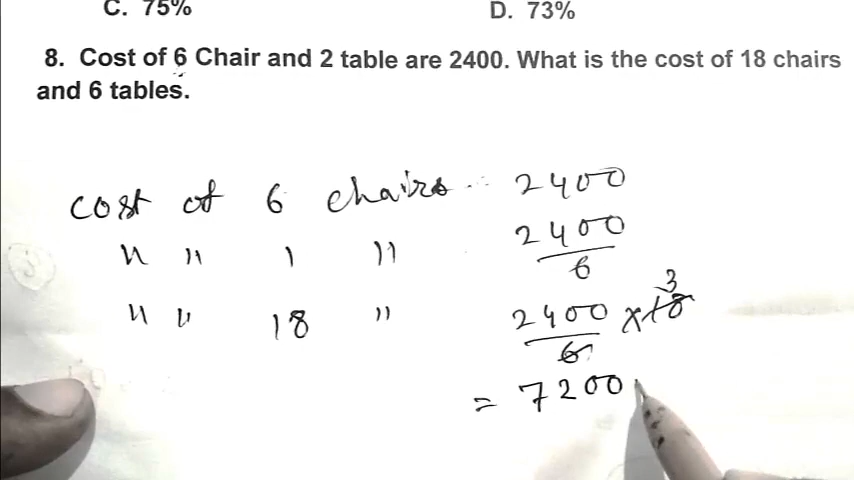 C. 75% D. 73%
8. Cost of 6 Chair and 2 table are 2400. What is the cost of 18 chairs
and 6 tables.
cost of 6 chairs 2400
" " 1 " 2400/6
" " 18 " 2400/6 × 18 3
= 7200